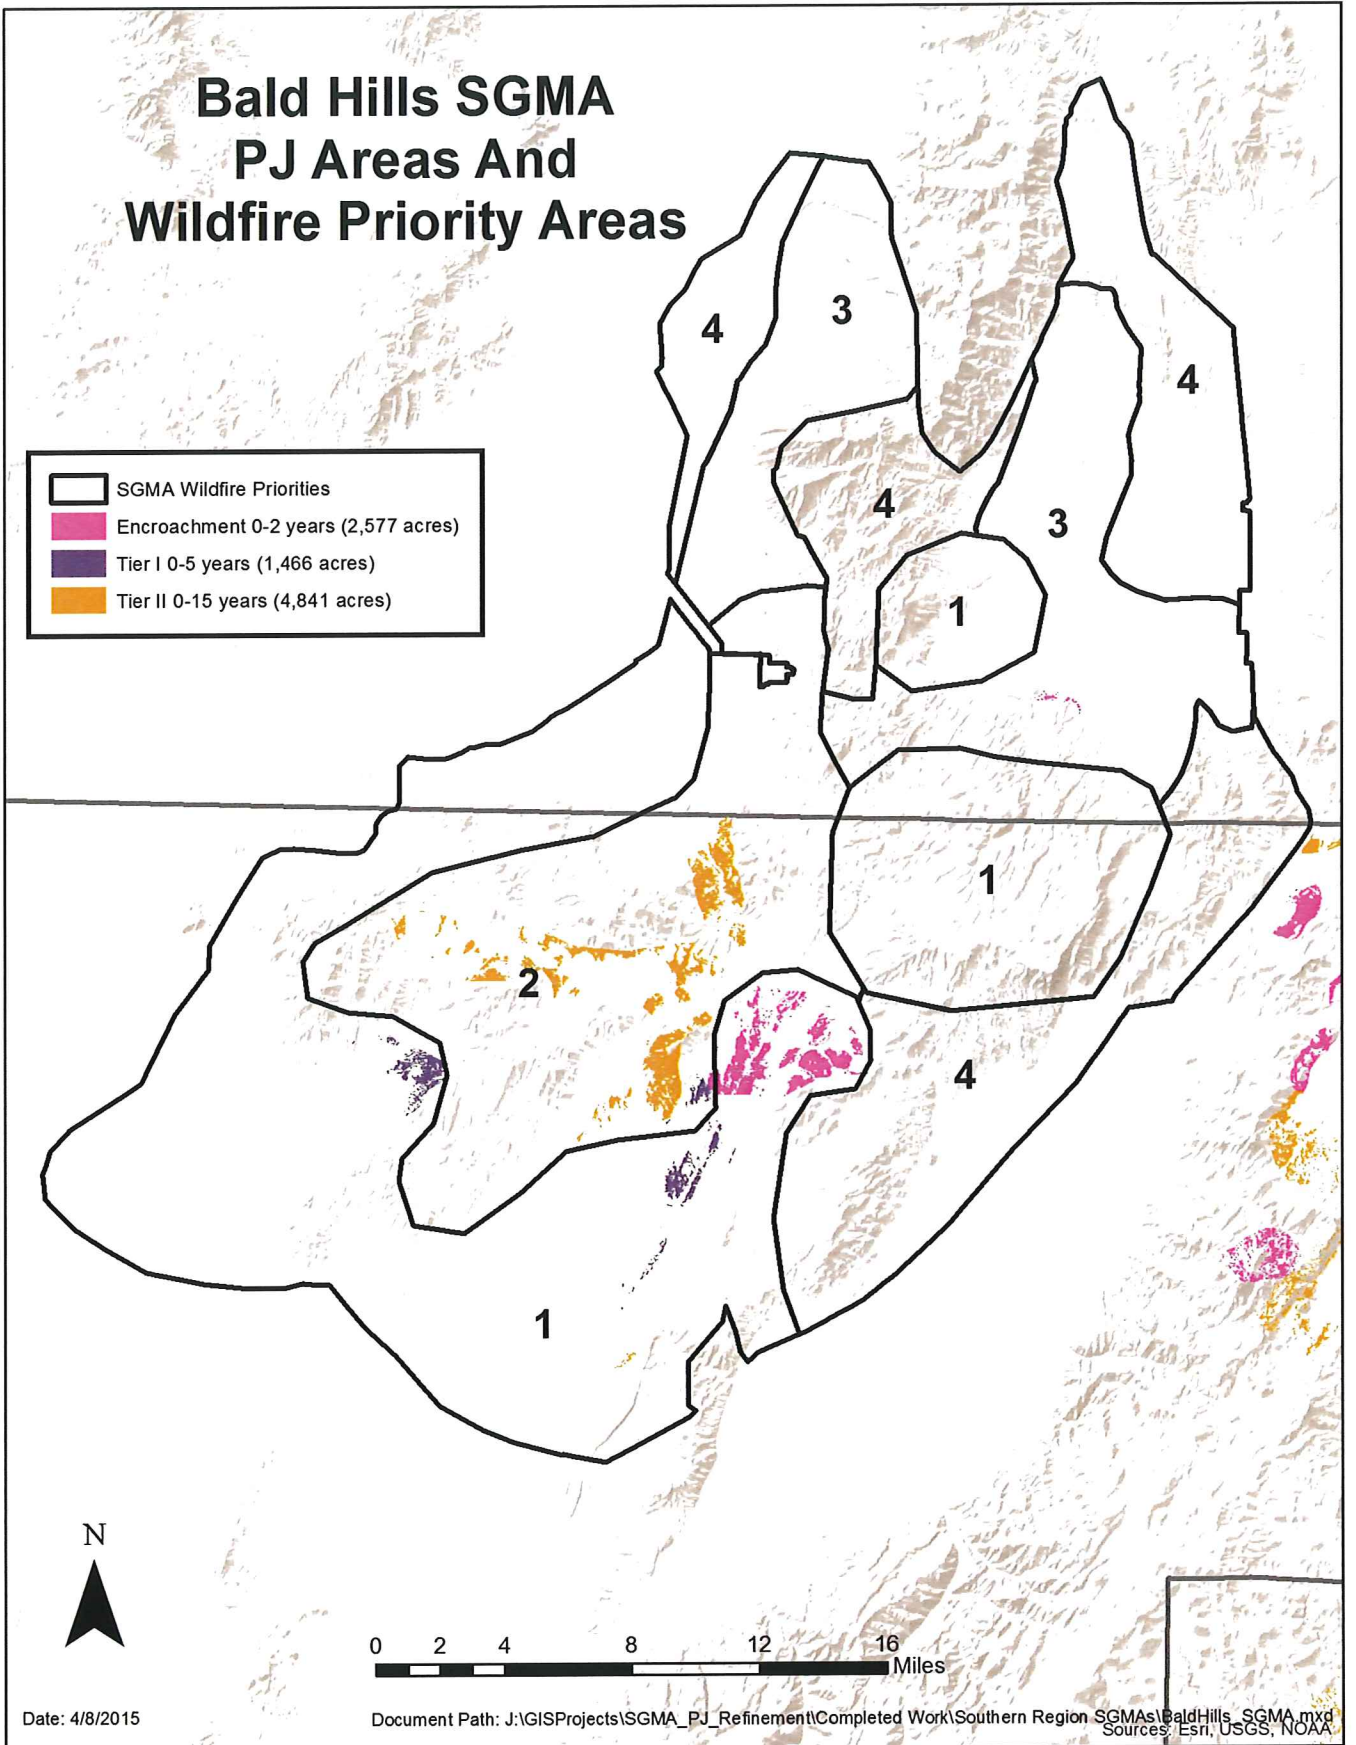 Bald Hills SGMA
PJ Areas And
Wildfire Priority Areas
4
3
4
4
3
1
SGMA Wildfire Priorities
Encroachment 0-2 years (2,577 acres)
Tier I 0-5 years (1,466 acres)
Tier II 0-15 years (4,841 acres)
1
2
4
1
N
0 2 4 8 12 16
Miles
Date: 4/8/2015
Document Path: J:\GISProjects\SGMA_PJ_Refinement\Completed Work\Southern Region SGMAs\BaldHills_SGMA.mxd
Sources: Esri, USGS, NOAA